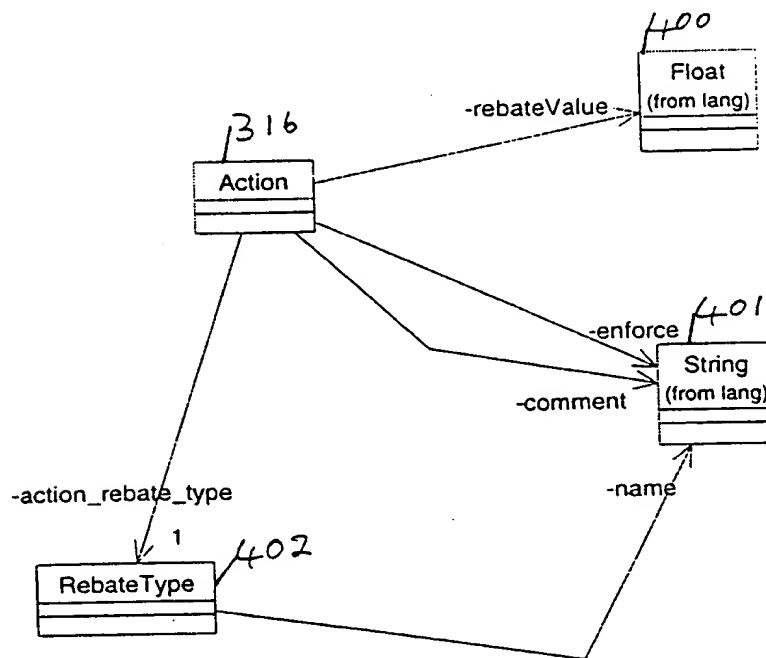 400
Float
(from lang)
-rebateValue
316
Action
401
-enforce
String
(from lang)
-comment
-action_rebate_type
-name
1
402
RebateType